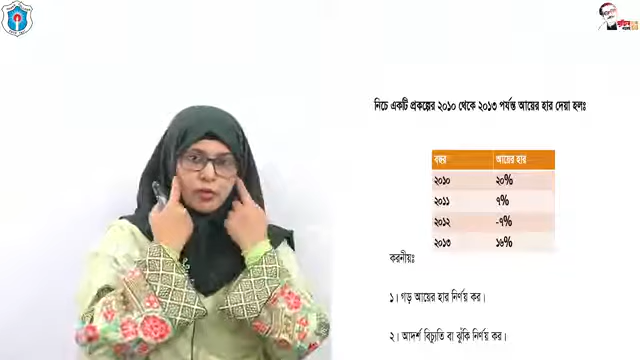 নিচে একটি প্রকল্পের ২০১০ থেকে ২০১৩ পর্যন্ত আয়ের হার দেয়া হলঃ
বছর আয়ের হার
২০১০ ২০%
২০১১ ৭%
২০১২ -৭%
২০১৩ ১৬%
করনীয়ঃ
১। গড় আয়ের হার নির্ণয় কর।
২। আদর্শ বিচ্যুতি বা ঝুঁকি নির্ণয় কর।